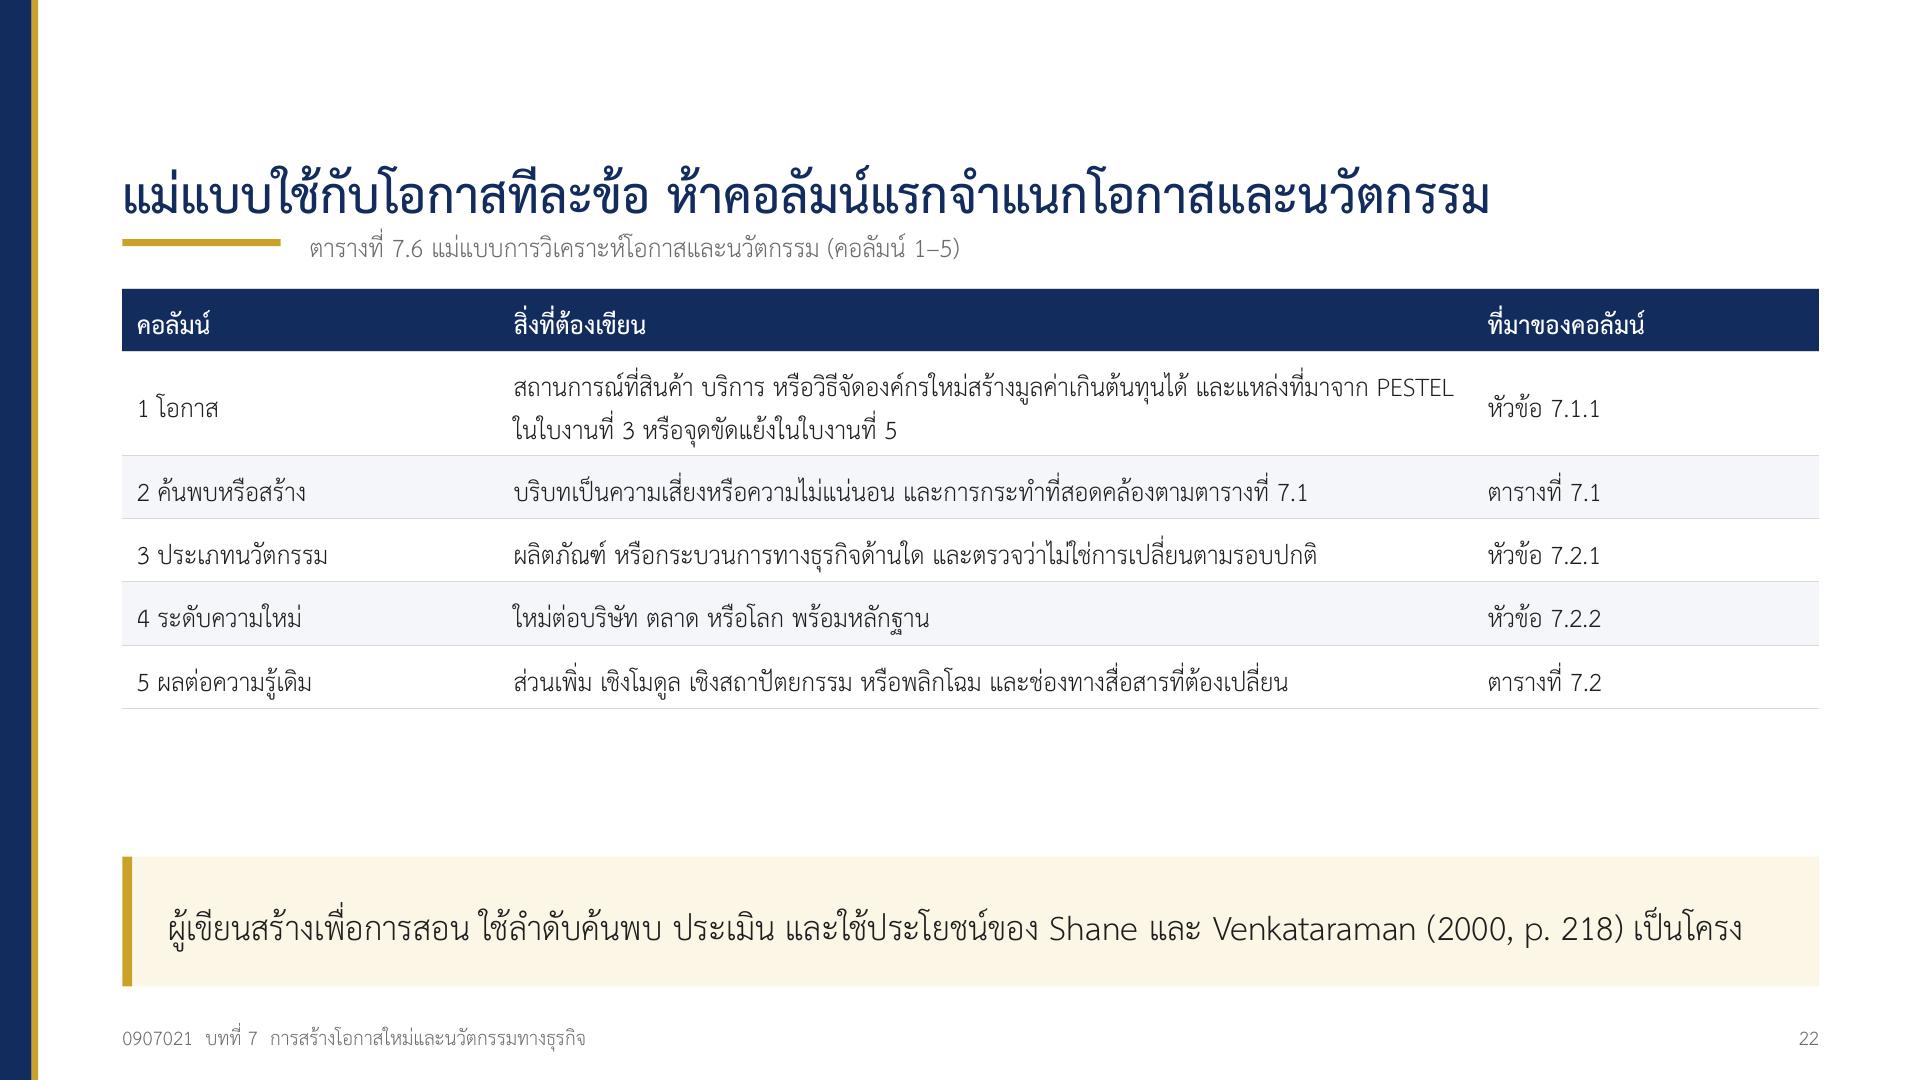 แม่แบบใช้กับโอกาสทีละข้อ ห้าคอลัมน์แรกจำแนกโอกาสและนวัตกรรม
ตารางที่ 7.6 แม่แบบการวิเคราะห์โอกาสและนวัตกรรม (คอลัมน์ 1–5)
คอลัมน์ สิ่งที่ต้องเขียน ที่มาของคอลัมน์
1 โอกาส สถานการณ์ที่สินค้า บริการ หรือวิธีจัดองค์กรใหม่สร้างมูลค่าเกินต้นทุนได้ และแหล่งที่มาจาก PESTEL หัวข้อ 7.1.1
ในใบงานที่ 3 หรือจุดขัดแย้งในใบงานที่ 5
2 ค้นพบหรือสร้าง บริบทเป็นความเสี่ยงหรือความไม่แน่นอน และการกระทำที่สอดคล้องตามตารางที่ 7.1 ตารางที่ 7.1
3 ประเภทนวัตกรรม ผลิตภัณฑ์ หรือกระบวนการทางธุรกิจด้านใด และตรวจว่าไม่ใช่การเปลี่ยนตามรอบปกติ หัวข้อ 7.2.1
4 ระดับความใหม่ ใหม่ต่อบริษัท ตลาด หรือโลก พร้อมหลักฐาน หัวข้อ 7.2.2
5 ผลต่อความรู้เดิม ส่วนเพิ่ม เชิงโมดูล เชิงสถาปัตยกรรม หรือพลิกโฉม และช่องทางสื่อสารที่ต้องเปลี่ยน ตารางที่ 7.2
ผู้เขียนสร้างเพื่อการสอน ใช้ลำดับค้นพบ ประเมิน และใช้ประโยชน์ของ Shane และ Venkataraman (2000, p. 218) เป็นโครง
0907021 บทที่ 7 การสร้างโอกาสใหม่และนวัตกรรมทางธุรกิจ 22